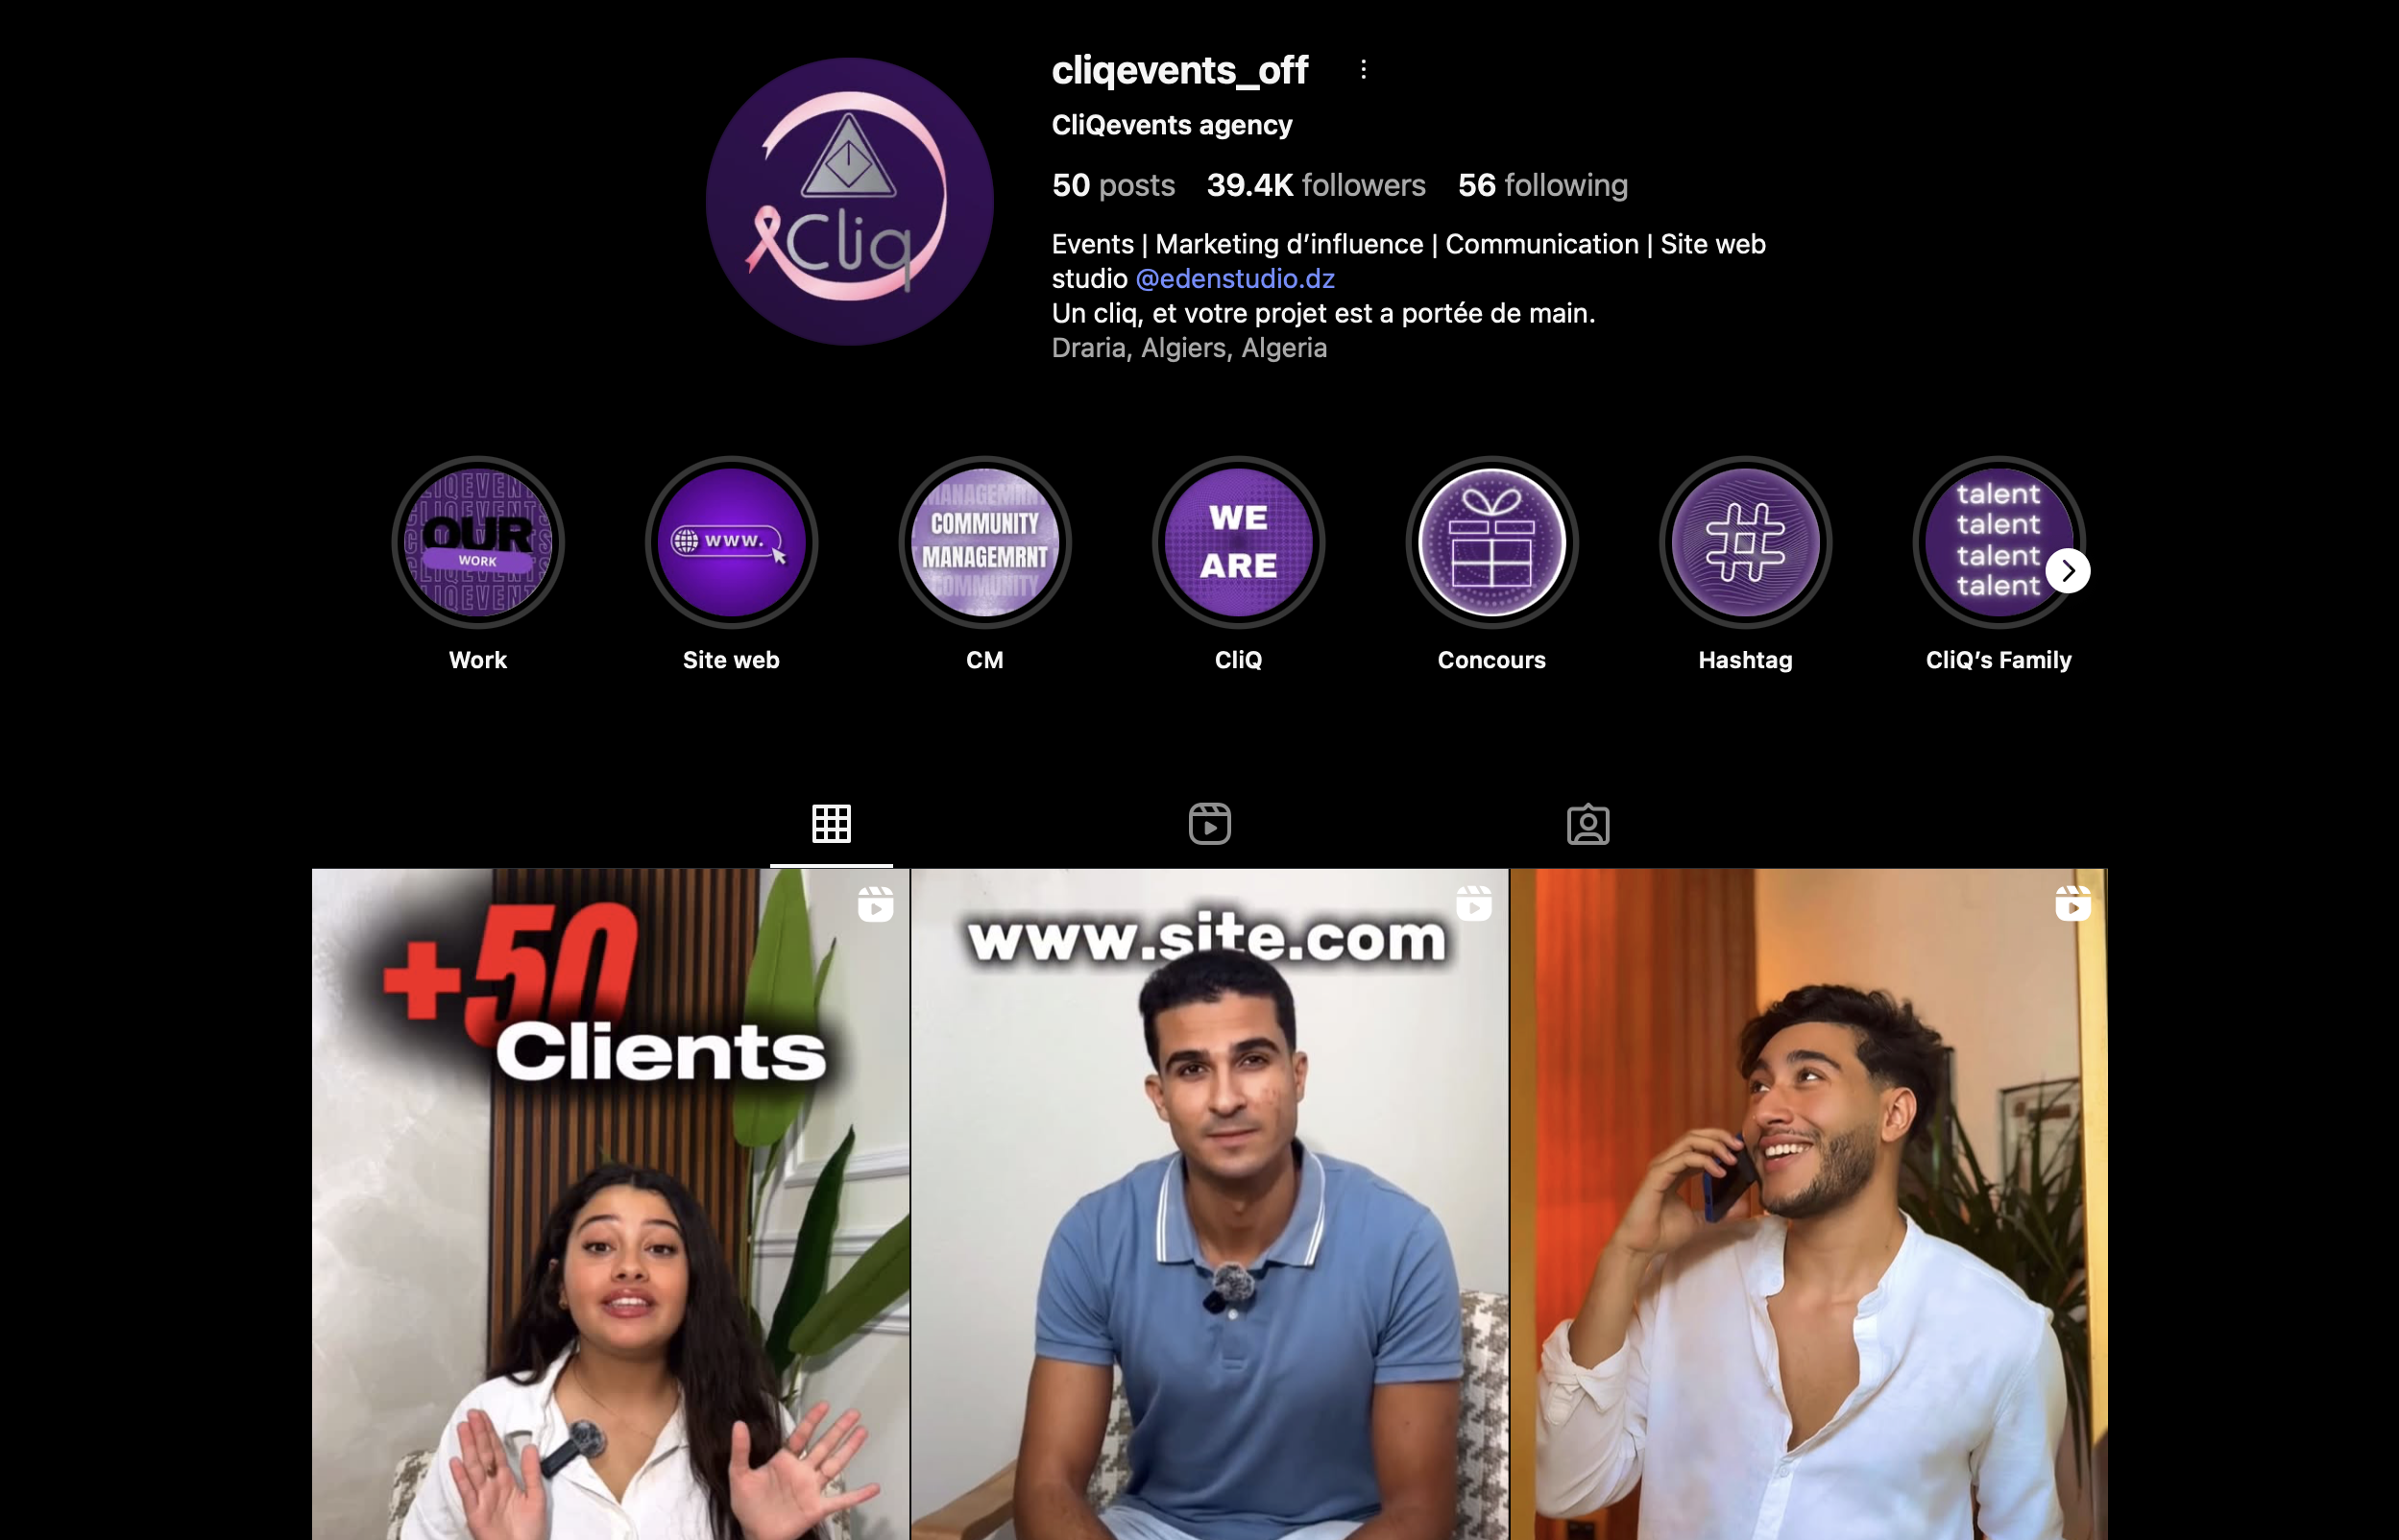 cliqevents_off
CliQevents agency
50 posts 39.4K followers 56 following
Events | Marketing d’influence | Communication | Site web
studio @edenstudio.dz
Un cliq, et votre projet est a portée de main.
Draria, Algiers, Algeria
Cliq
CLIQEVENTS
OUR
WORK
www.
MANAGEMRNT
COMMUNITY
MANAGEMRNT
COMMUNITY
WE
ARE
talent
talent
talent
talent
Work
Site web
CM
CliQ
Concours
Hashtag
CliQ’s Family
+50
Clients
www.site.com